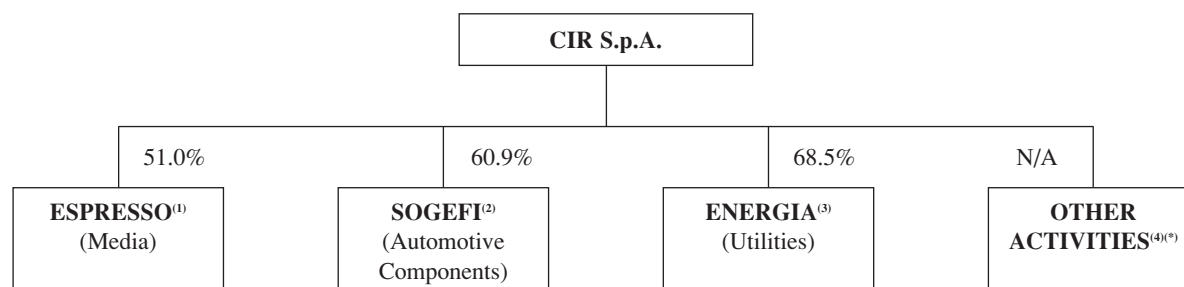 CIR S.p.A.
51.0%
60.9%
68.5%
N/A
ESPRESSO(1)
(Media)
SOGEFI(2)
(Automotive
Components)
ENERGIA(3)
(Utilities)
OTHER
ACTIVITIES(4)(*)